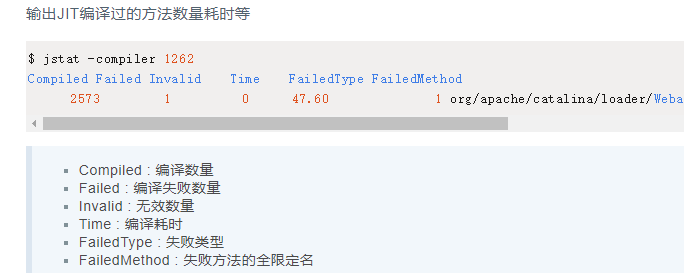 输出JIT编译过的方法数量耗时等
$ jstat -compiler 1262
Compiled Failed Invalid   Time   FailedType FailedMethod
    2573      1       0    47.60          1 org/apache/catalina/loader/Weba
Compiled : 编译数量
Failed : 编译失败数量
Invalid : 无效数量
Time : 编译耗时
FailedType : 失败类型
FailedMethod : 失败方法的全限定名